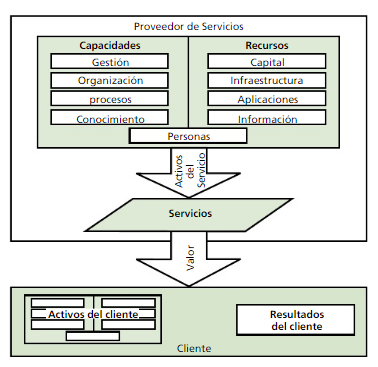 Proveedor de Servicios
Capacidades
Recursos
Gestión
Capital
Organización
Infraestructura
procesos
Aplicaciones
Conocimiento
Información
Personas
Activos
del
Servicio
Servicios
Valor
Activos del cliente
Resultados
del cliente
Cliente